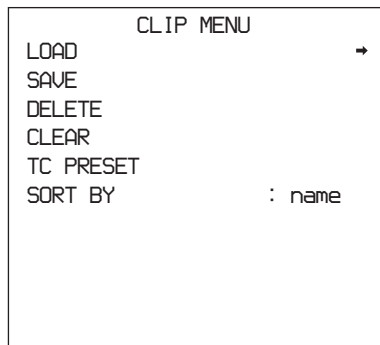 CLIP MENU
LOAD ➡
SAVE
DELETE
CLEAR
TC PRESET
SORT BY : name